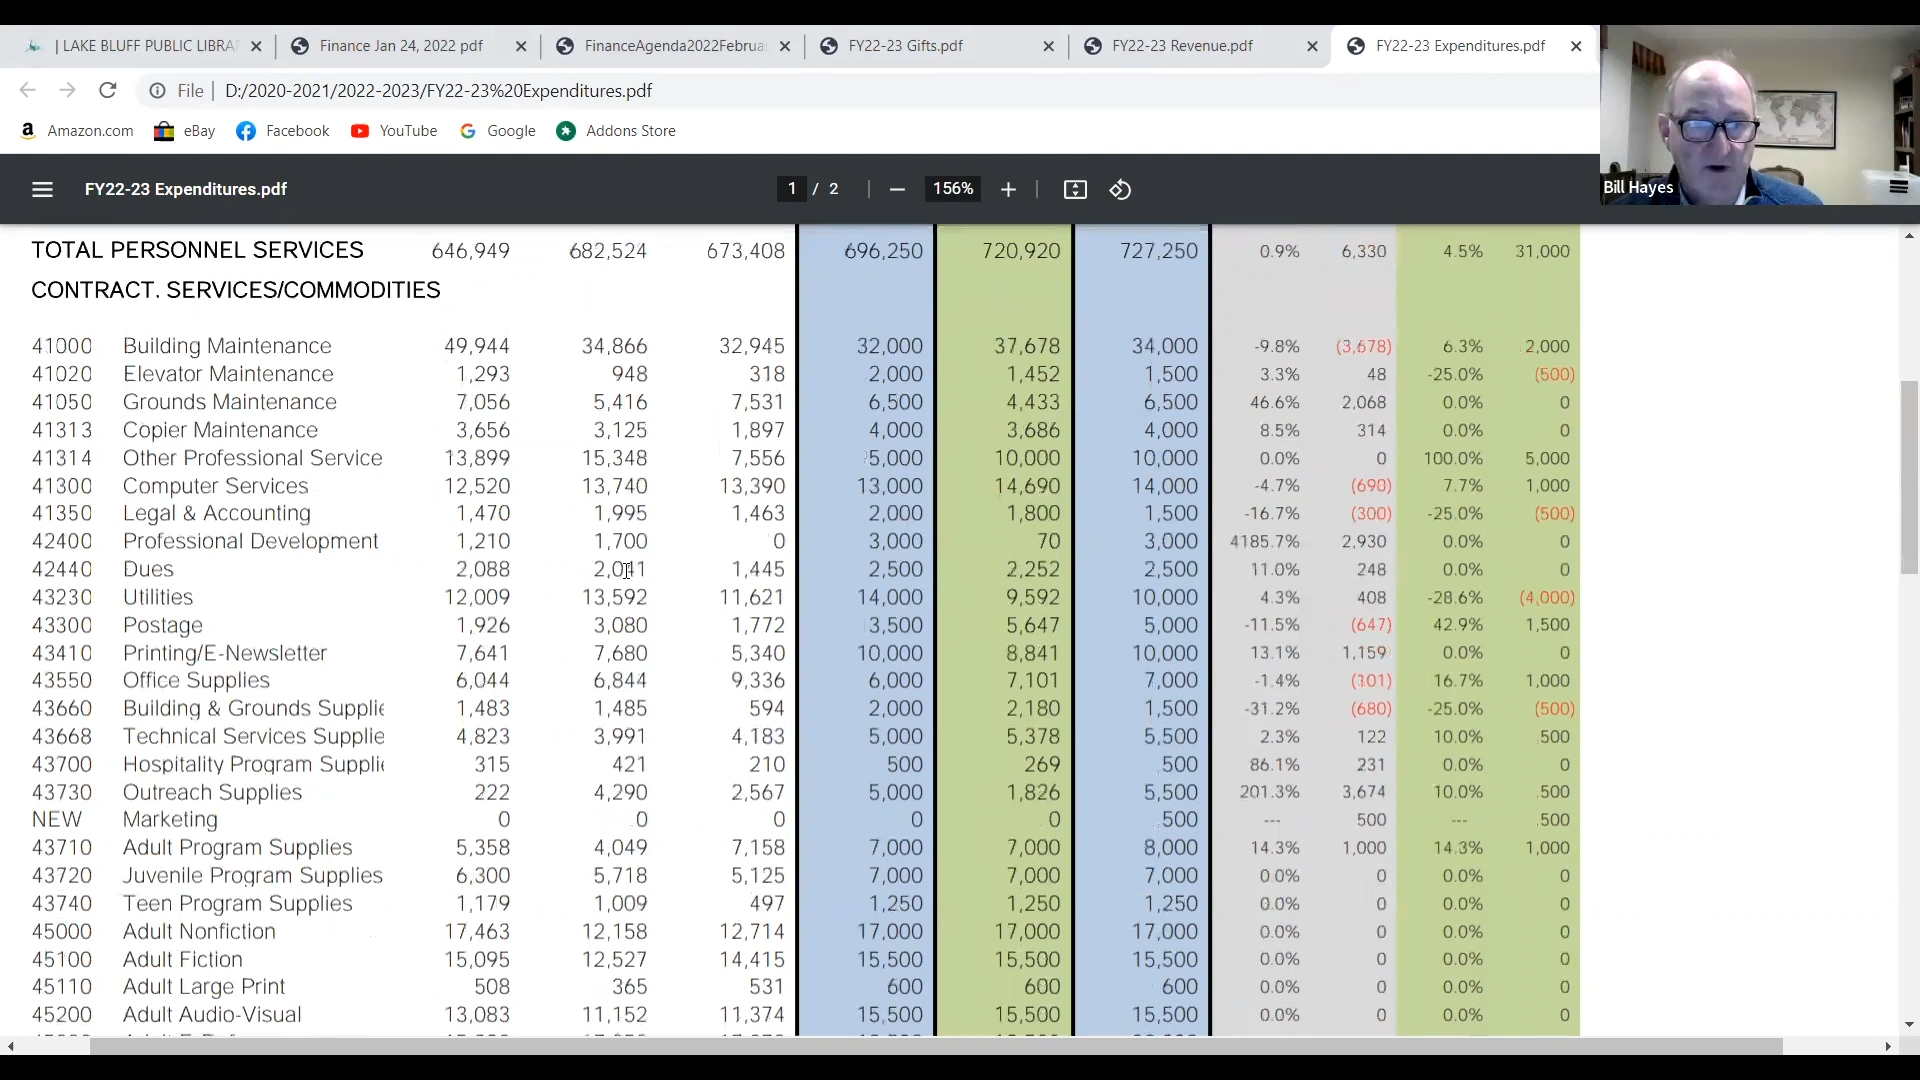 | LAKE BLUFF PUBLIC LIBRA
Finance Jan 24, 2022 pdf
FinanceAgenda2022Februa
FY22-23 Gifts.pdf
FY22-23 Revenue.pdf
FY22-23 Expenditures.pdf
File | D:/2020-2021/2022-2023/FY22-23%20Expenditures.pdf
Amazon.com eBay Facebook YouTube Google Addons Store
FY22-23 Expenditures.pdf 1 / 2 156%
Bill Hayes
TOTAL PERSONNEL SERVICES 646,949 682,524 673,408 696,250 720,920 727,250 0.9% 6,330 4.5% 31,000
CONTRACT. SERVICES/COMMODITIES
41000 Building Maintenance 49,944 34,866 32,945 32,000 37,678 34,000 -9.8% (3,678) 6.3% 2,000
41020 Elevator Maintenance 1,293 948 318 2,000 1,452 1,500 3.3% 48 -25.0% (500)
41050 Grounds Maintenance 7,056 5,416 7,531 6,500 4,433 6,500 46.6% 2,068 0.0% 0
41313 Copier Maintenance 3,656 3,125 1,897 4,000 3,686 4,000 8.5% 314 0.0% 0
41314 Other Professional Service 13,899 15,348 7,556 5,000 10,000 10,000 0.0% 0 100.0% 5,000
41300 Computer Services 12,520 13,740 13,390 13,000 14,690 14,000 -4.7% (690) 7.7% 1,000
41350 Legal & Accounting 1,470 1,995 1,463 2,000 1,800 1,500 -16.7% (300) -25.0% (500)
42400 Professional Development 1,210 1,700 0 3,000 70 3,000 4185.7% 2,930 0.0% 0
42440 Dues 2,088 2,041 1,445 2,500 2,252 2,500 11.0% 248 0.0% 0
43230 Utilities 12,009 13,592 11,621 14,000 9,592 10,000 4.3% 408 -28.6% (4,000)
43300 Postage 1,926 3,080 1,772 3,500 5,647 5,000 -11.5% (647) 42.9% 1,500
43410 Printing/E-Newsletter 7,641 7,680 5,340 10,000 8,841 10,000 13.1% 1,159 0.0% 0
43550 Office Supplies 6,044 6,844 9,336 6,000 7,101 7,000 -1.4% (101) 16.7% 1,000
43660 Building & Grounds Supplie 1,483 1,485 594 2,000 2,180 1,500 -31.2% (680) -25.0% (500)
43668 Technical Services Supplie 4,823 3,991 4,183 5,000 5,378 5,500 2.3% 122 10.0% 500
43700 Hospitality Program Supplie 315 421 210 500 269 500 86.1% 231 0.0% 0
43730 Outreach Supplies 222 4,290 2,567 5,000 1,826 5,500 201.3% 3,674 10.0% 500
NEW Marketing 0 0 0 0 0 500 --- 500 --- 500
43710 Adult Program Supplies 5,358 4,049 7,158 7,000 7,000 8,000 14.3% 1,000 14.3% 1,000
43720 Juvenile Program Supplies 6,300 5,718 5,125 7,000 7,000 7,000 0.0% 0 0.0% 0
43740 Teen Program Supplies 1,179 1,009 497 1,250 1,250 1,250 0.0% 0 0.0% 0
45000 Adult Nonfiction 17,463 12,158 12,714 17,000 17,000 17,000 0.0% 0 0.0% 0
45100 Adult Fiction 15,095 12,527 14,415 15,500 15,500 15,500 0.0% 0 0.0% 0
45110 Adult Large Print 508 365 531 600 600 600 0.0% 0 0.0% 0
45200 Adult Audio-Visual 13,083 11,152 11,374 15,500 15,500 15,500 0.0% 0 0.0% 0